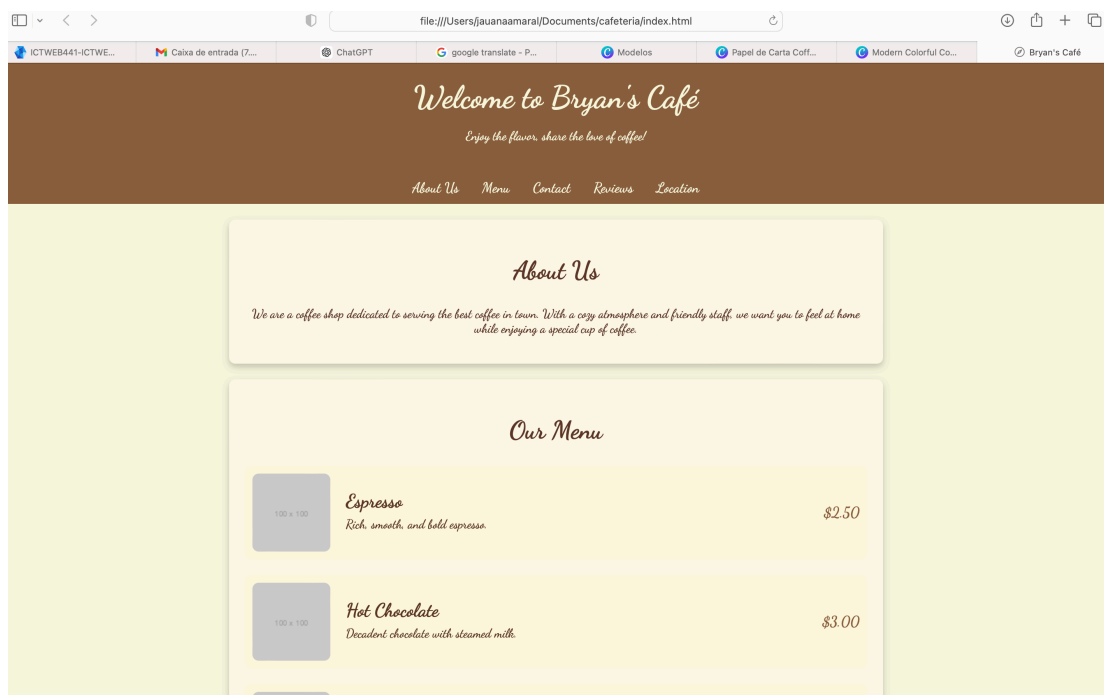 file:///Users/jauanaamaral/Documents/cafeteria/index.html
ICTWEB441-ICTWE...
Caixa de entrada (7....
ChatGPT
google translate - P...
Modelos
Papel de Carta Coff...
Modern Colorful Co...
Bryan's Café
Welcome to Bryan's Café
Enjoy the flavor, share the love of coffee!
About Us Menu Contact Reviews Location
About Us
We are a coffee shop dedicated to serving the best coffee in town. With a cozy atmosphere and friendly staff, we want you to feel at home
while enjoying a special cup of coffee.
Our Menu
100 x 100
Espresso
Rich, smooth, and bold espresso.
$2.50
100 x 100
Hot Chocolate
Decadent chocolate with steamed milk.
$3.00